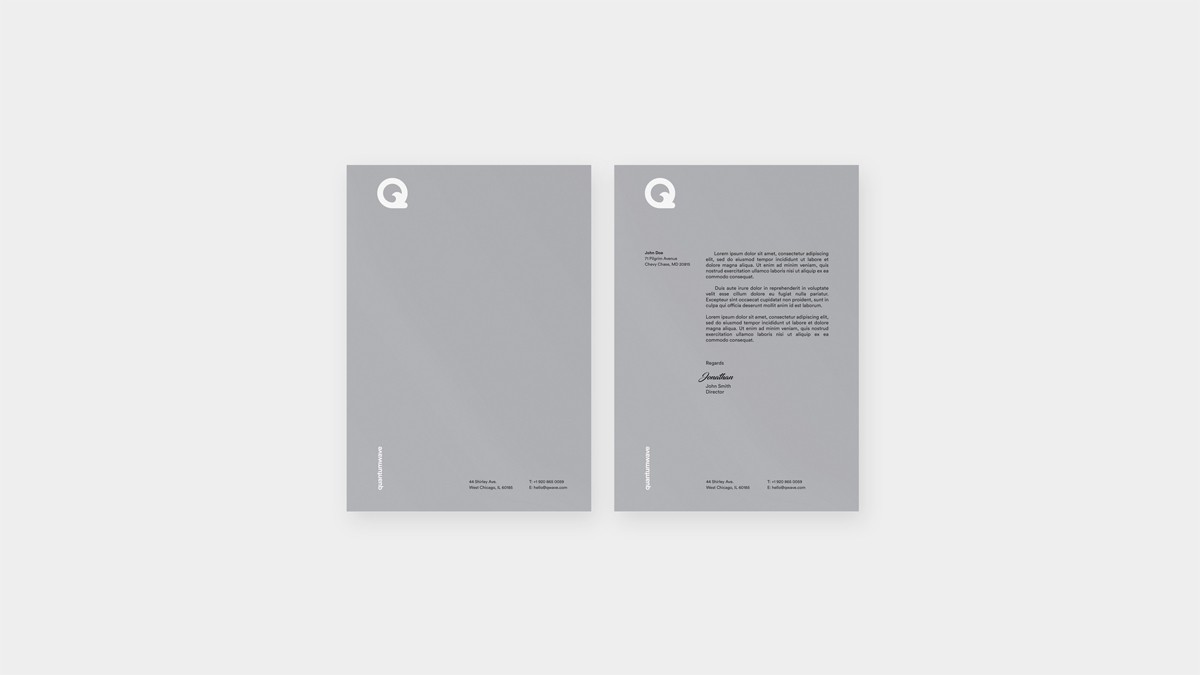 Q
quantumwave
44 Shirley Ave.
West Chicago, IL 60185
T: +1 900 866 0059
E: hello@qwave.com
Q
John Doe
71 Pilgrim Avenue
Chevy Chase, MD 20815
Lorem ipsum dolor sit amet, consectetur adipiscing
elit, sed do eiusmod tempor incididunt ut labore et
dolore magna aliqua. Ut enim ad minim veniam, quis
nostrud exercitation ullamco laboris nisi ut aliquip ex ea
commodo consequat.
Duis aute irure dolor in reprehenderit in voluptate
velit esse cillum dolore eu fugiat nulla pariatur.
Excepteur sint occaecat cupidatat non proident, sunt in
culpa qui officia deserunt mollit anim id est laborum.
Lorem ipsum dolor sit amet, consectetur adipiscing elit,
sed do eiusmod tempor incididunt ut labore et dolore
magna aliqua. Ut enim ad minim veniam, quis nostrud
exercitation ullamco laboris nisi ut aliquip ex ea
commodo consequat.
Regards
Jonathan
John Smith
Director
quantumwave
44 Shirley Ave.
West Chicago, IL 60185
T: +1 900 866 0059
E: hello@qwave.com